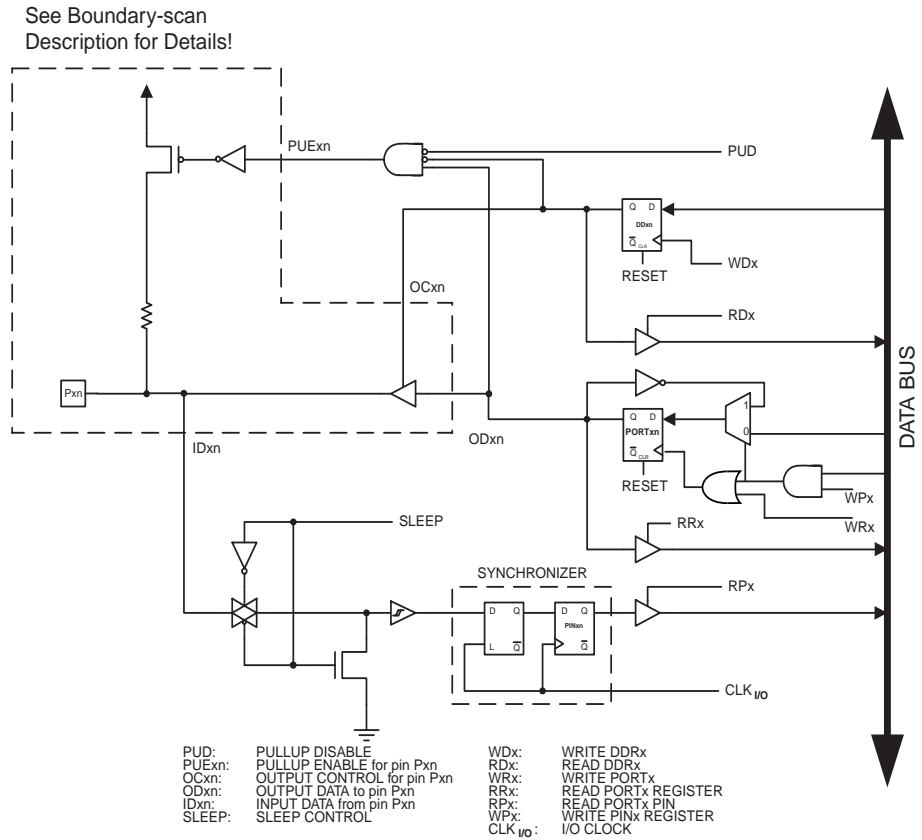 See Boundary-scan
Description for Details!
PUExn
PUD
Q D
DDxn
Q CLR
WDx
RESET
OCxn
RDx
Pxn
1
0
Q D
PORTxn
Q CLR
ODxn
IDxn
RESET
WPx
WRx
RRx
SLEEP
SYNCHRONIZER
RPx
D Q
L Q
D Q
PINxn
Q
CLK I/O
DATA BUS
PUD: PULLUP DISABLE
PUExn: PULLUP ENABLE for pin Pxn
OCxn: OUTPUT CONTROL for pin Pxn
ODxn: OUTPUT DATA to pin Pxn
IDxn: INPUT DATA from pin Pxn
SLEEP: SLEEP CONTROL
WDx: WRITE DDRx
RDx: READ DDRx
WRx: WRITE PORTx
RRx: READ PORTx REGISTER
RPx: READ PORTx PIN
WPx: WRITE PINx REGISTER
CLK I/O : I/O CLOCK